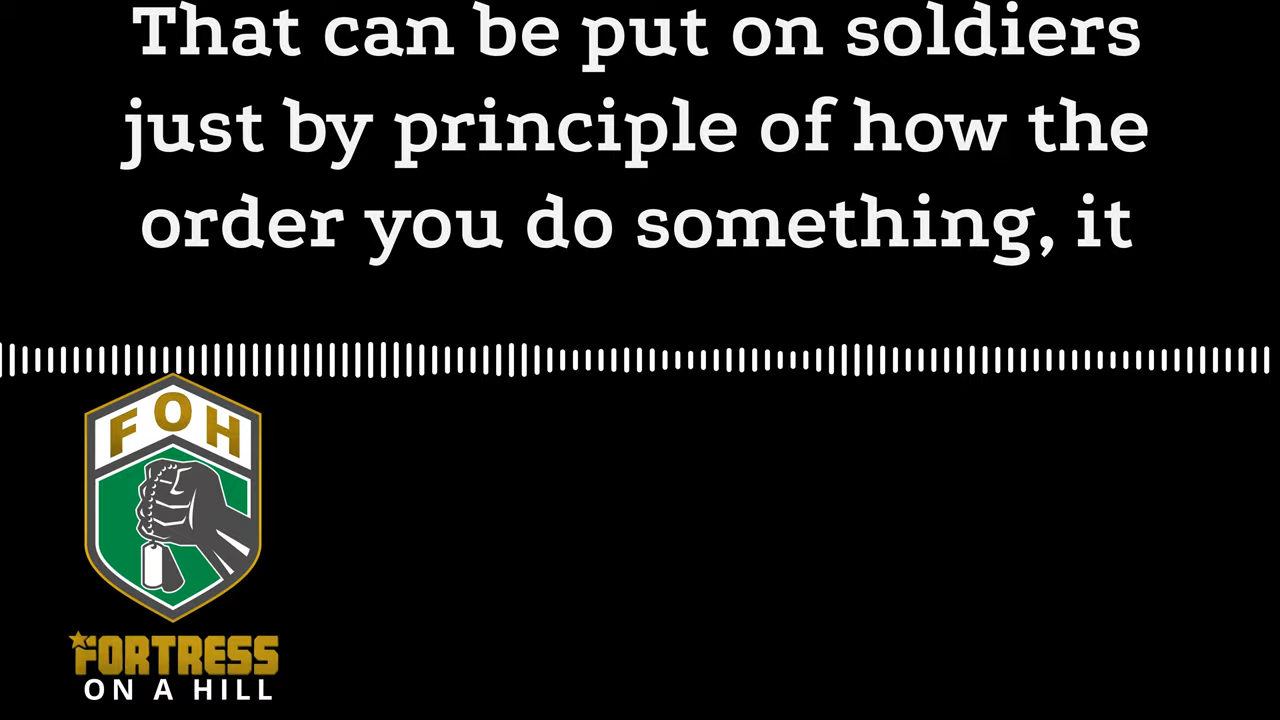 That can be put on soldiers
just by principle of how the
order you do something, it
FOH
FORTRESS
ON A HILL